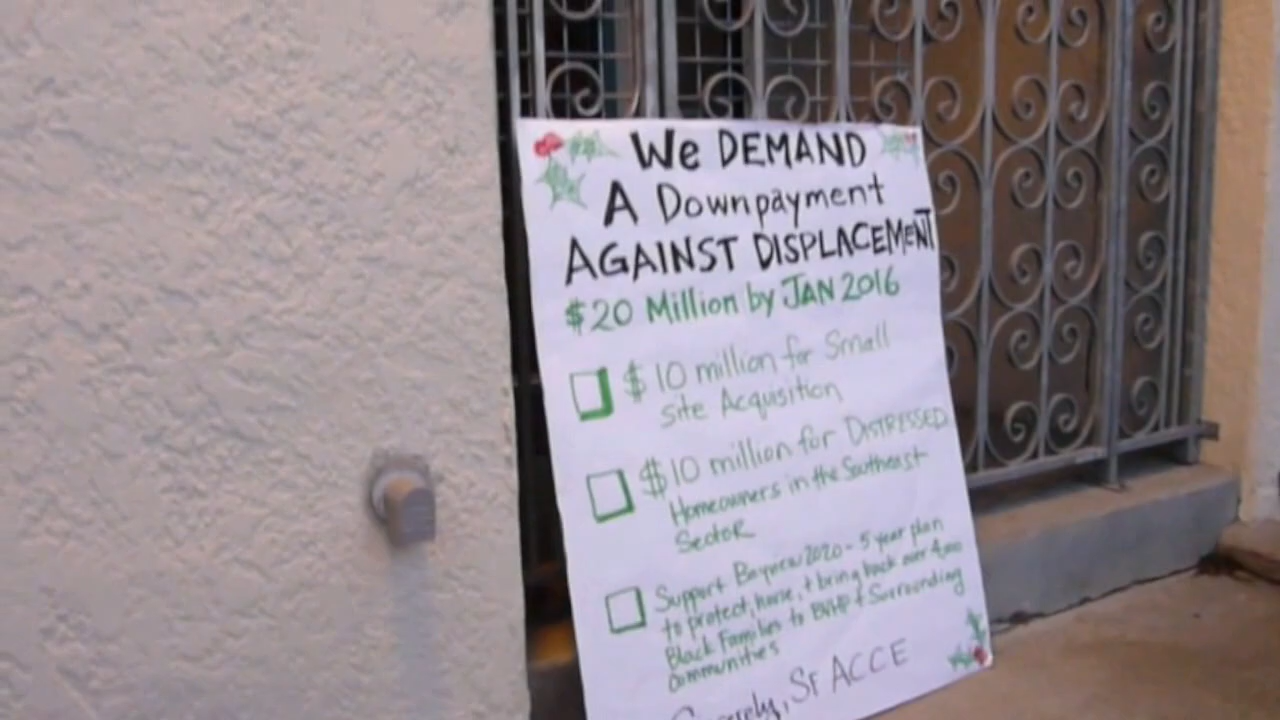 We DEMAND
A Downpayment
AGAINST DISPLACEMENT
$20 Million by JAN 2016
$10 million for Small
site Acquisition
$10 million for DISTRESSED
Homeowners in the Southeast
Sector
Support Bayview 2020 - 5 year plan
to protect, house, + bring back over 4,000
Black Families to BVHP + Surrounding
Communities
Sincerely, SF ACCE